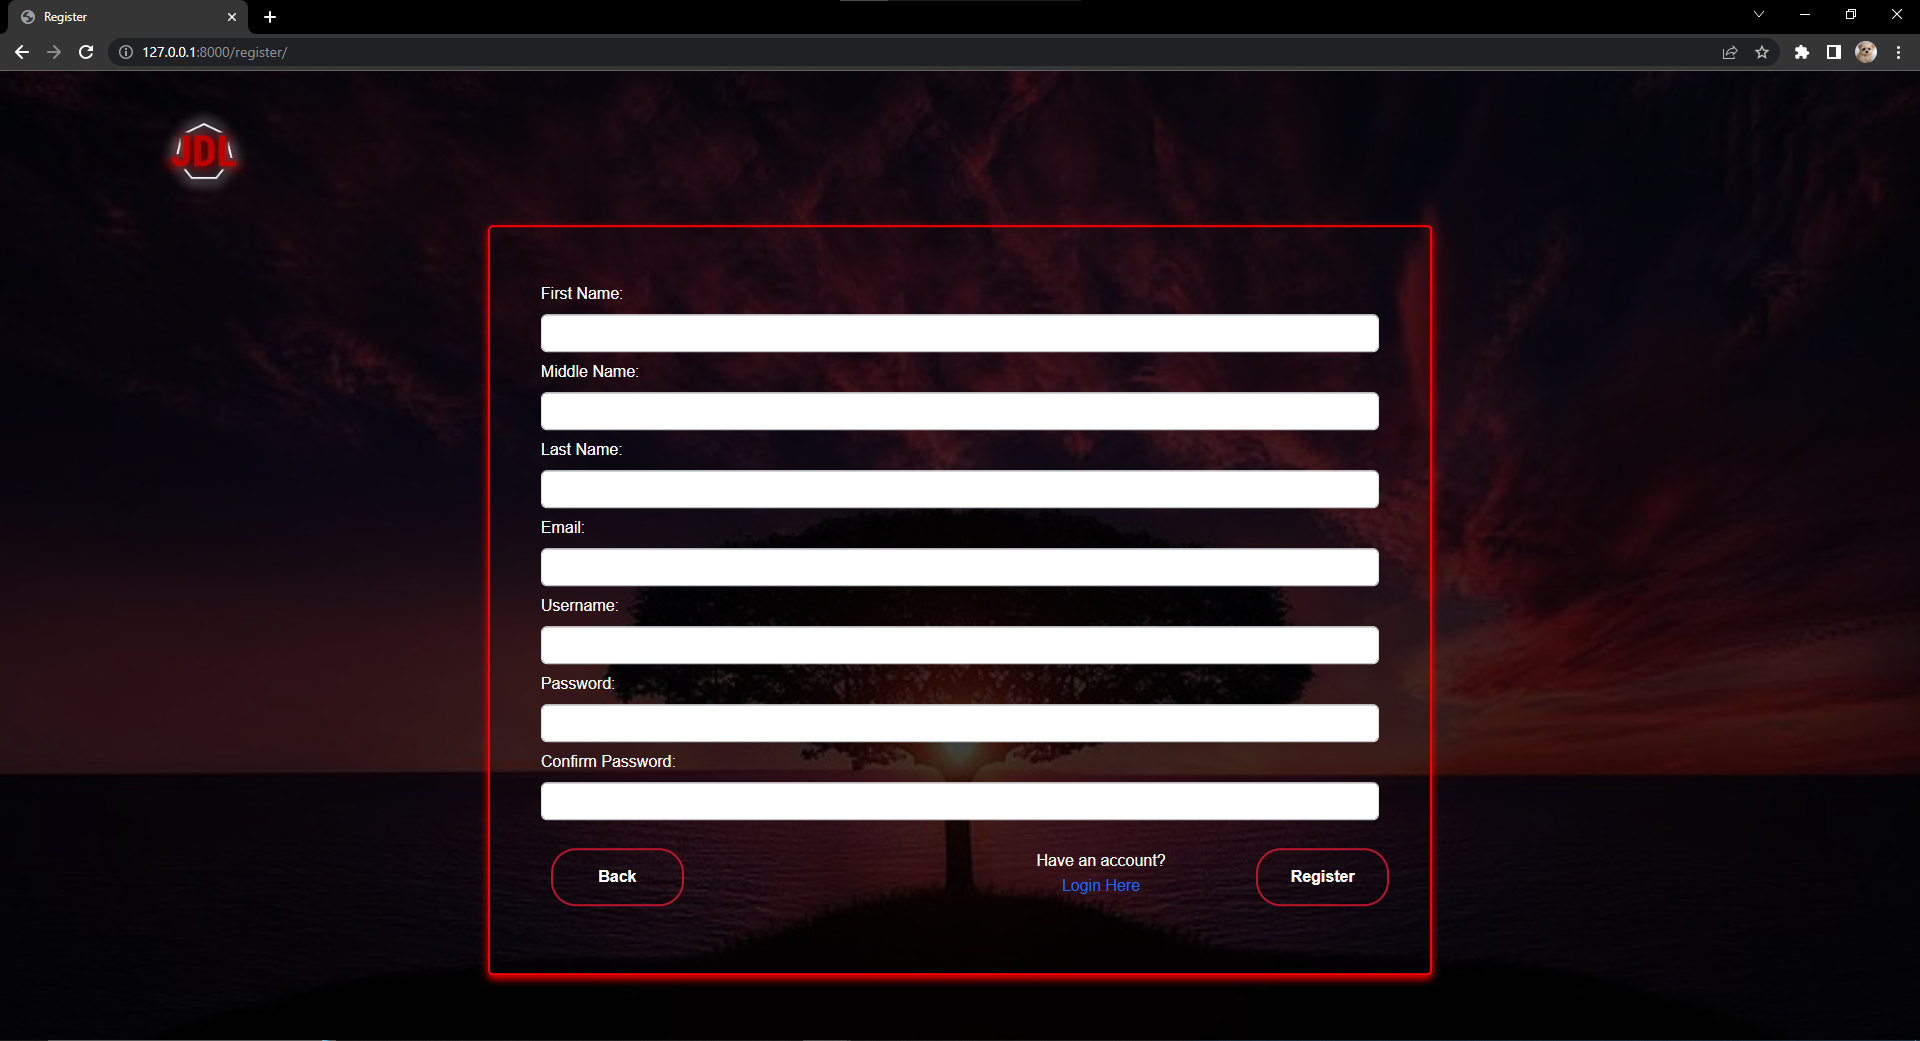 Register
127.0.0.1:8000/register/
JDL
First Name:
Middle Name:
Last Name:
Email:
Username:
Password:
Confirm Password:
Back
Have an account?
Login Here
Register